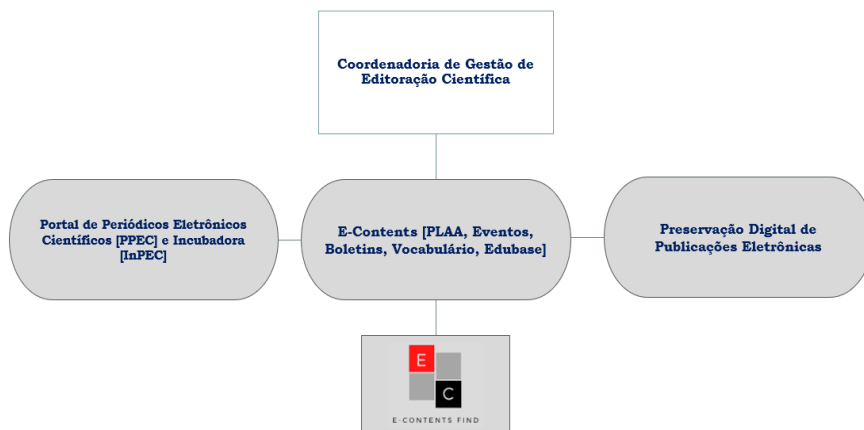 Coordenadoria de Gestão de
Editoração Científica
Portal de Periódicos Eletrônicos
Científicos [PPEC] e Incubadora
[InPEC]
E-Contents [PLAA, Eventos,
Boletins, Vocabulário, Edubase]
Preservação Digital de
Publicações Eletrônicas
E
C
E-CONTENTS FIND